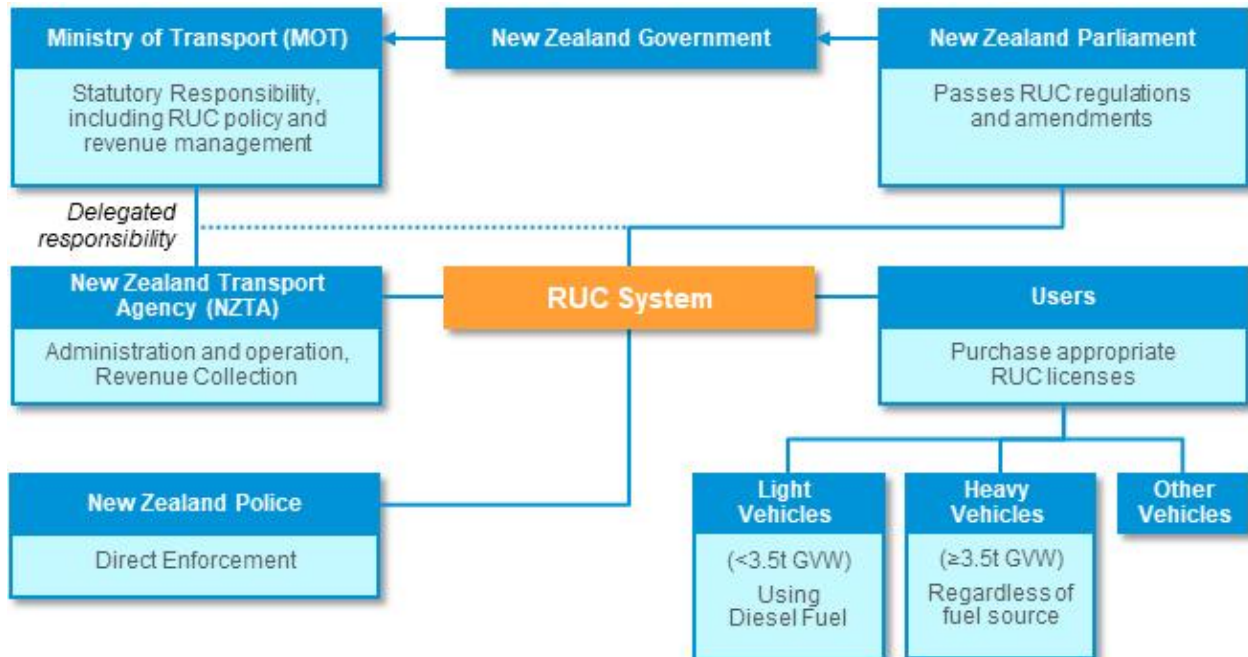 Ministry of Transport (MOT)
Statutory Responsibility,
including RUC policy and
revenue management
New Zealand Government
New Zealand Parliament
Passes RUC regulations
and amendments
Delegated
responsibility
New Zealand Transport
Agency (NZTA)
Administration and operation,
Revenue Collection
RUC System
Users
Purchase appropriate
RUC licenses
New Zealand Police
Direct Enforcement
Light
Vehicles
(<3.5t GVW)
Using
Diesel Fuel
Heavy
Vehicles
(≥3.5t GVW)
Regardless of
fuel source
Other
Vehicles